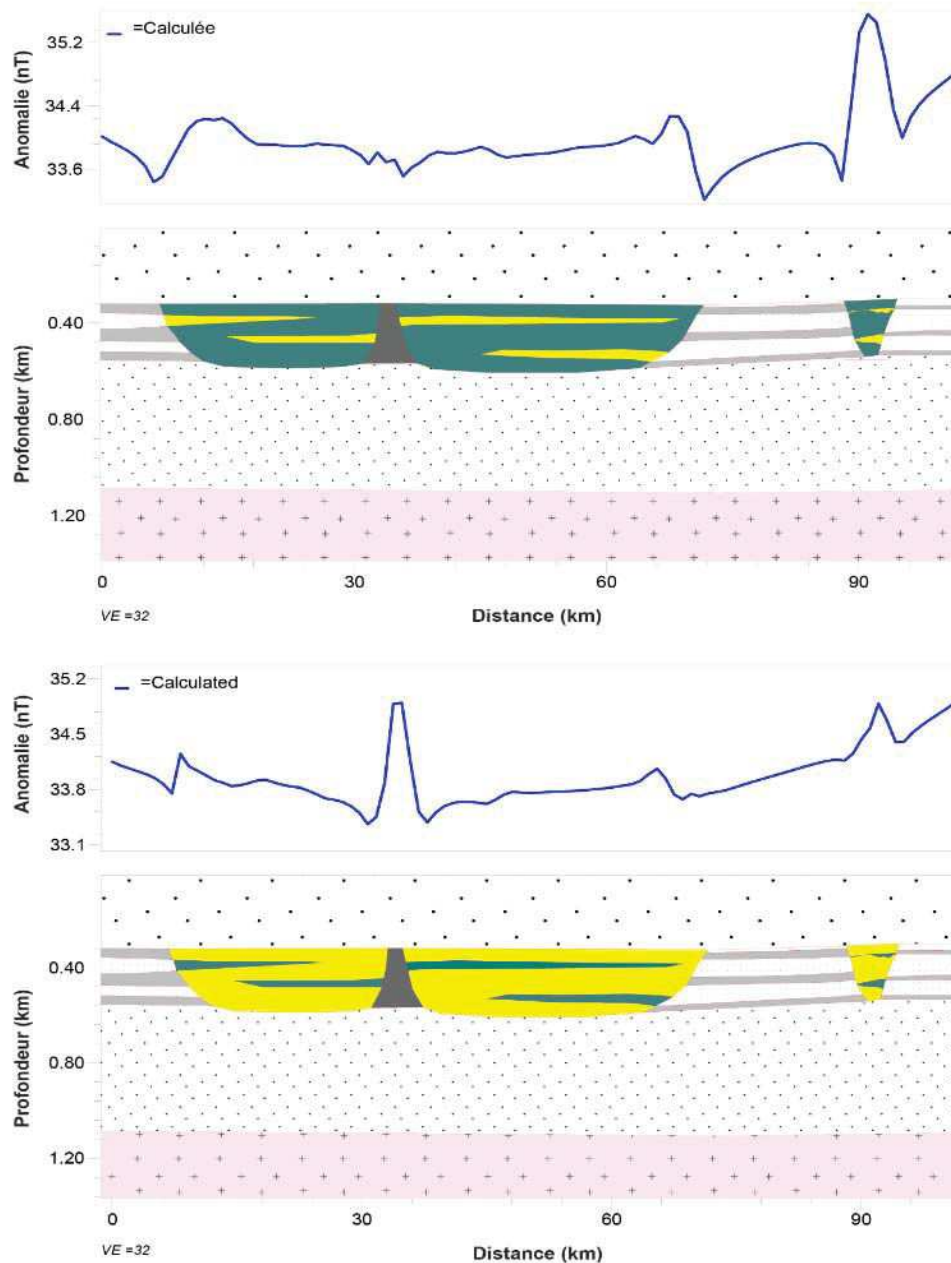 =Calculée
Anomalie (nT)
35.2
34.4
33.6
Profondeur (km)
0.40
0.80
1.20
0
30
60
90
VE =32
Distance (km)
=Calculated
Anomalie (nT)
35.2
34.5
33.8
33.1
Profondeur (km)
0.40
0.80
1.20
0
30
60
90
VE =32
Distance (km)